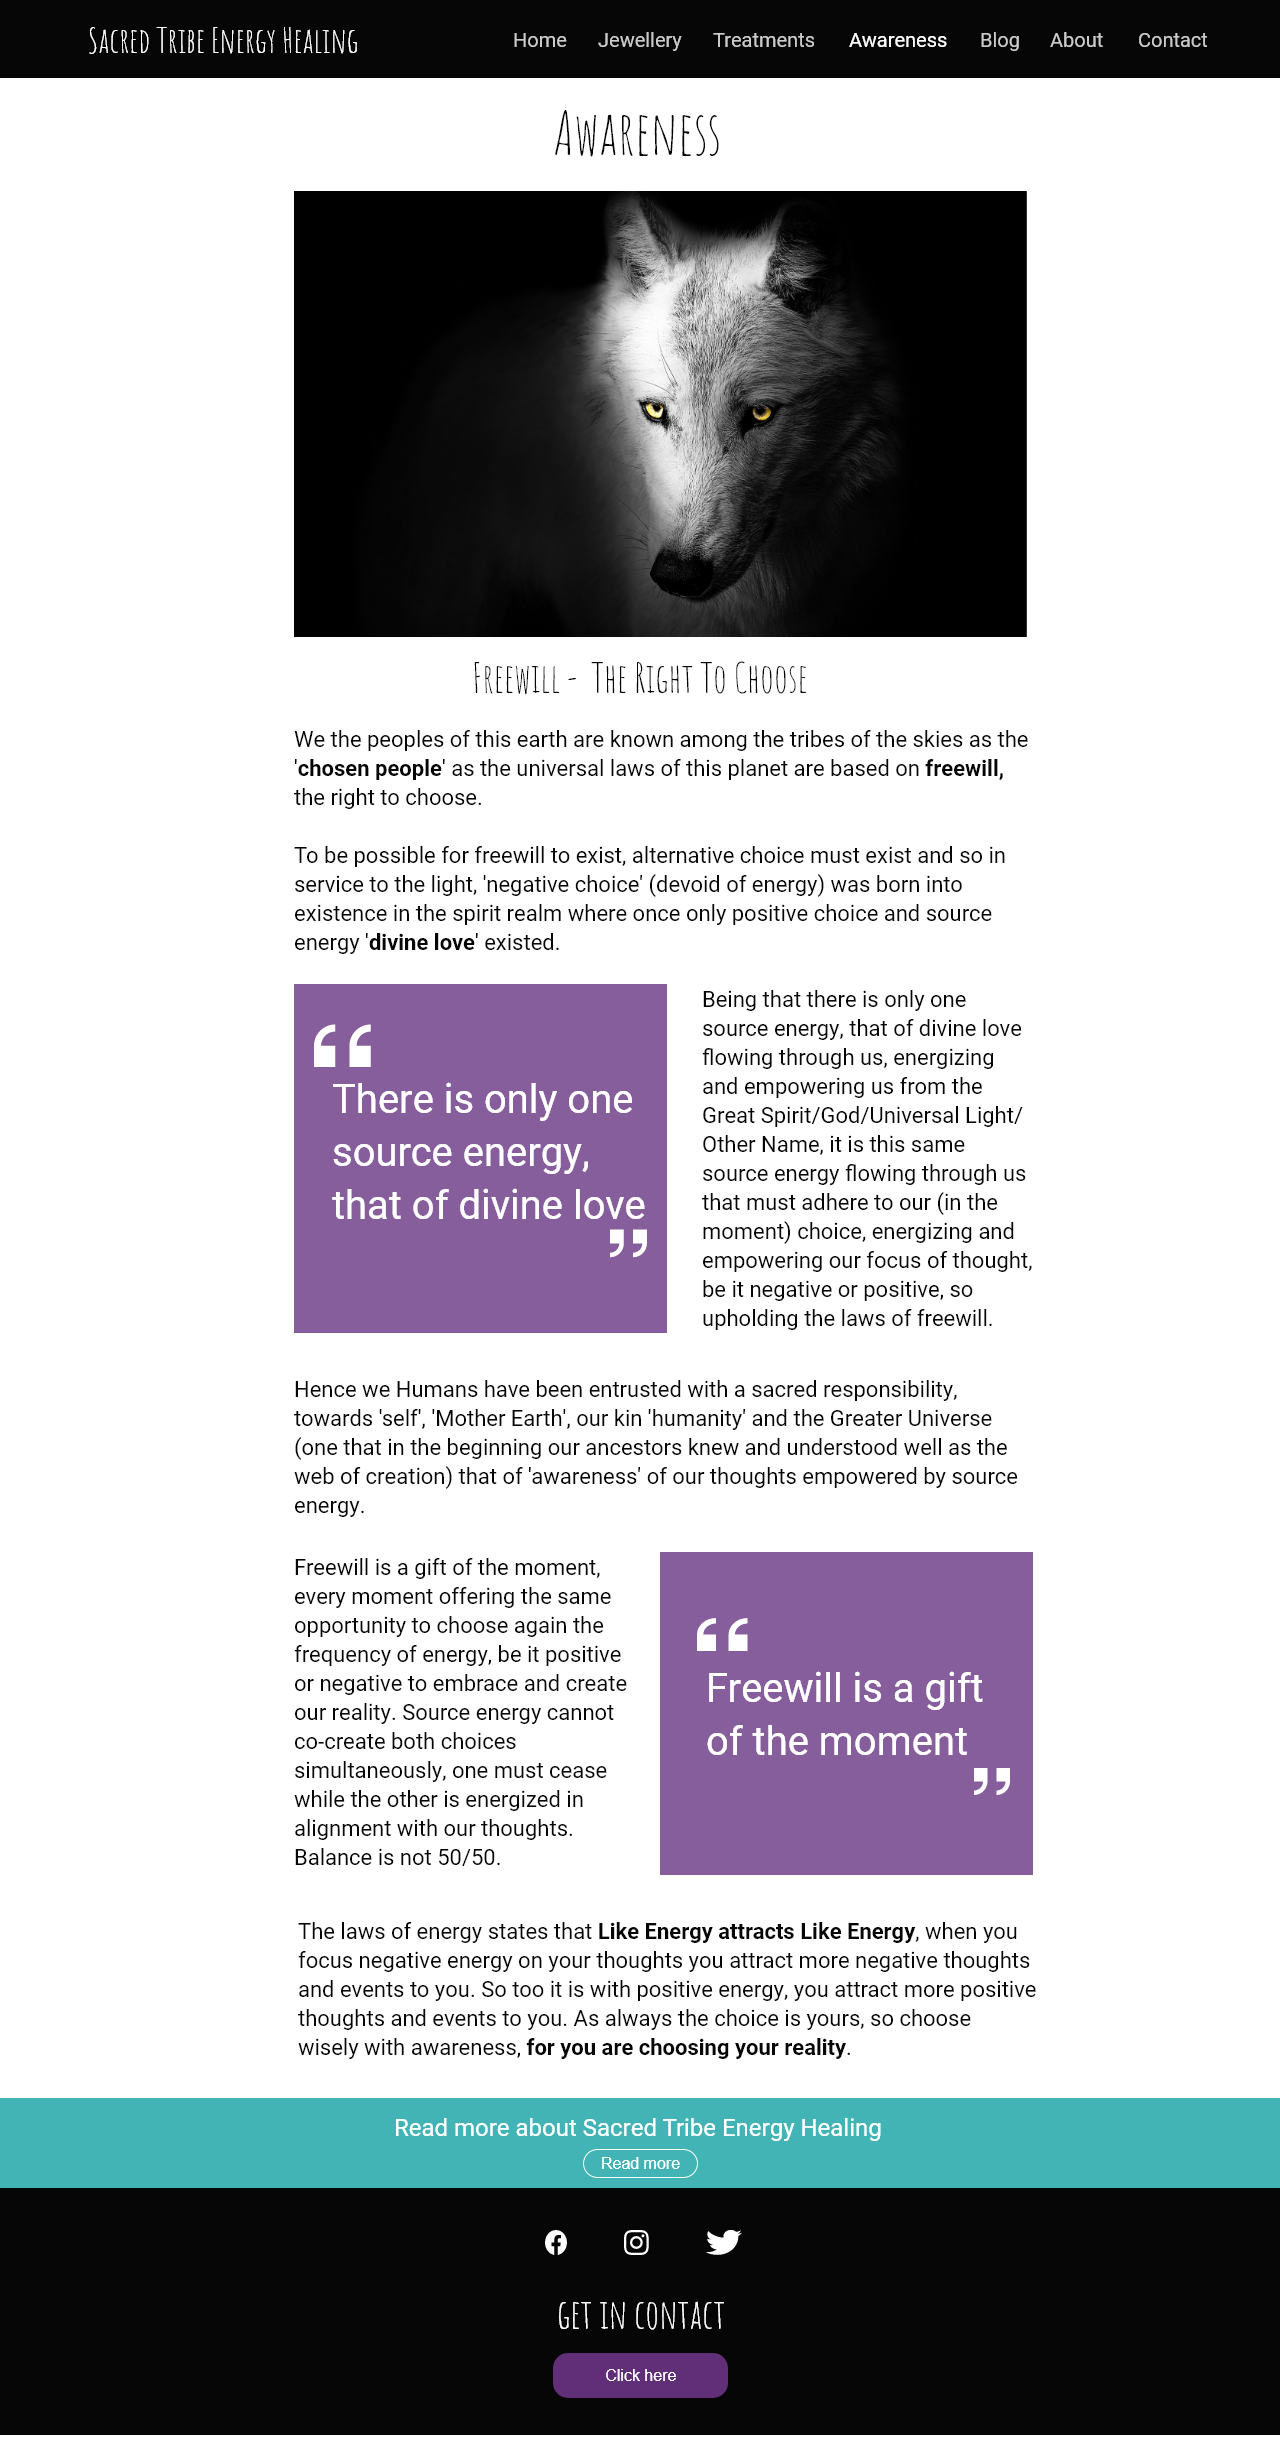 Sacred Tribe Energy Healing
Home Jewellery Treatments Awareness Blog About Contact
Awareness
Freewill - The Right To Choose
We the peoples of this earth are known among the tribes of the skies as the
'chosen people' as the universal laws of this planet are based on freewill,
the right to choose.
To be possible for freewill to exist, alternative choice must exist and so in
service to the light, 'negative choice' (devoid of energy) was born into
existence in the spirit realm where once only positive choice and source
energy 'divine love' existed.
“
There is only one
source energy,
that of divine love
”
Being that there is only one
source energy, that of divine love
flowing through us, energizing
and empowering us from the
Great Spirit/God/Universal Light/
Other Name, it is this same
source energy flowing through us
that must adhere to our (in the
moment) choice, energizing and
empowering our focus of thought,
be it negative or positive, so
upholding the laws of freewill.
Hence we Humans have been entrusted with a sacred responsibility,
towards 'self', 'Mother Earth', our kin 'humanity' and the Greater Universe
(one that in the beginning our ancestors knew and understood well as the
web of creation) that of 'awareness' of our thoughts empowered by source
energy.
Freewill is a gift of the moment,
every moment offering the same
opportunity to choose again the
frequency of energy, be it positive
or negative to embrace and create
our reality. Source energy cannot
co-create both choices
simultaneously, one must cease
while the other is energized in
alignment with our thoughts.
Balance is not 50/50.
“
Freewill is a gift
of the moment
”
The laws of energy states that Like Energy attracts Like Energy, when you
focus negative energy on your thoughts you attract more negative thoughts
and events to you. So too it is with positive energy, you attract more positive
thoughts and events to you. As always the choice is yours, so choose
wisely with awareness, for you are choosing your reality.
Read more about Sacred Tribe Energy Healing
Read more
GET IN CONTACT
Click here